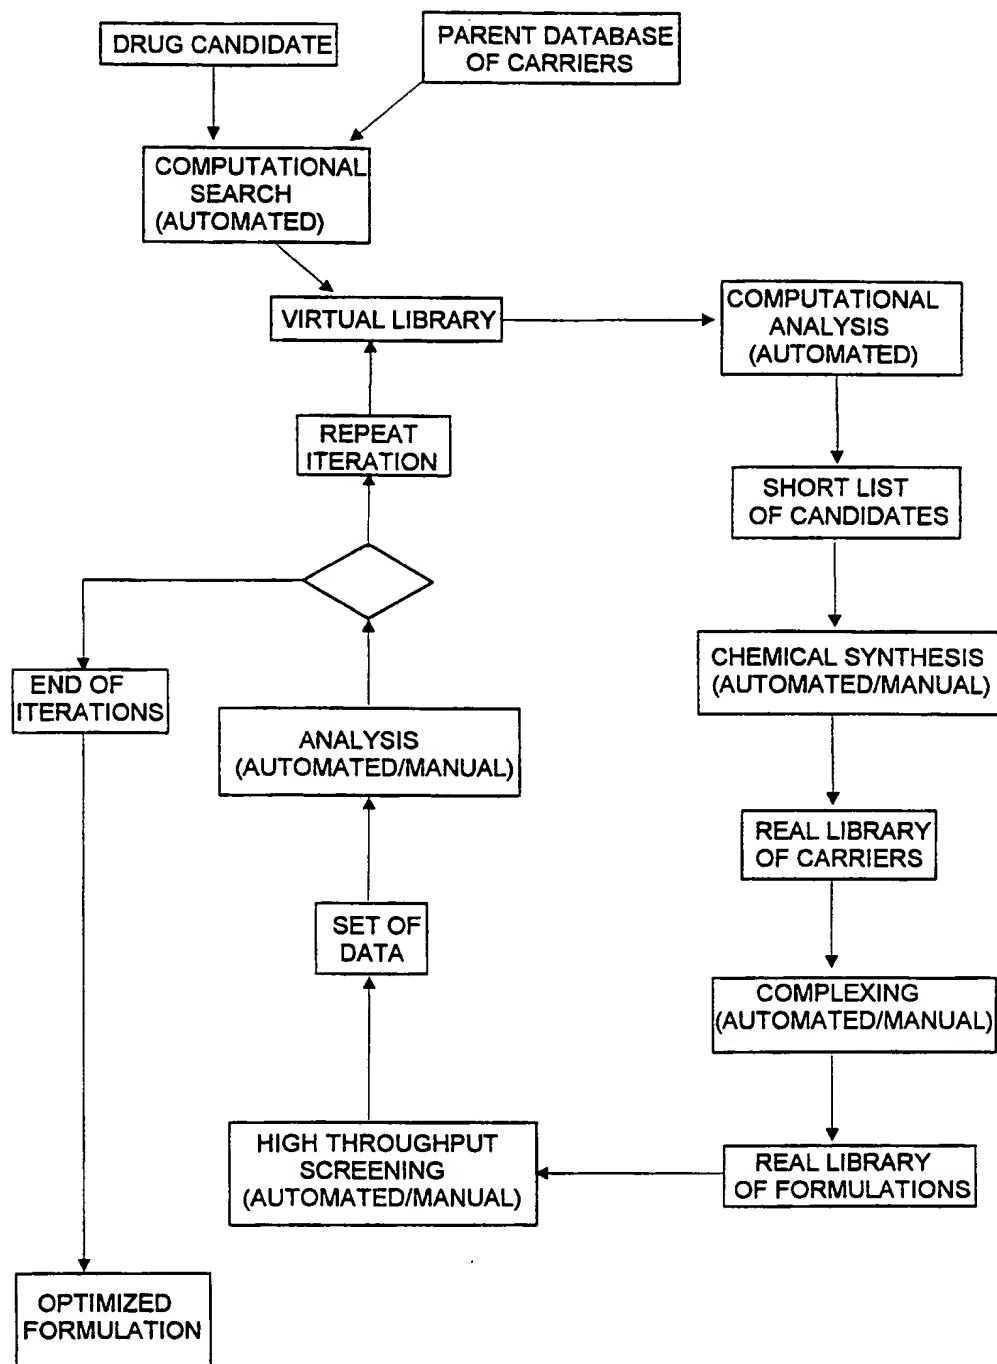 DRUG CANDIDATE
PARENT DATABASE
OF CARRIERS
COMPUTATIONAL
SEARCH
(AUTOMATED)
VIRTUAL LIBRARY
COMPUTATIONAL
ANALYSIS
(AUTOMATED)
REPEAT
ITERATION
SHORT LIST
OF CANDIDATES
CHEMICAL SYNTHESIS
(AUTOMATED/MANUAL)
END OF
ITERATIONS
ANALYSIS
(AUTOMATED/MANUAL)
REAL LIBRARY
OF CARRIERS
SET OF
DATA
COMPLEXING
(AUTOMATED/MANUAL)
HIGH THROUGHPUT
SCREENING
(AUTOMATED/MANUAL)
REAL LIBRARY
OF FORMULATIONS
OPTIMIZED
FORMULATION